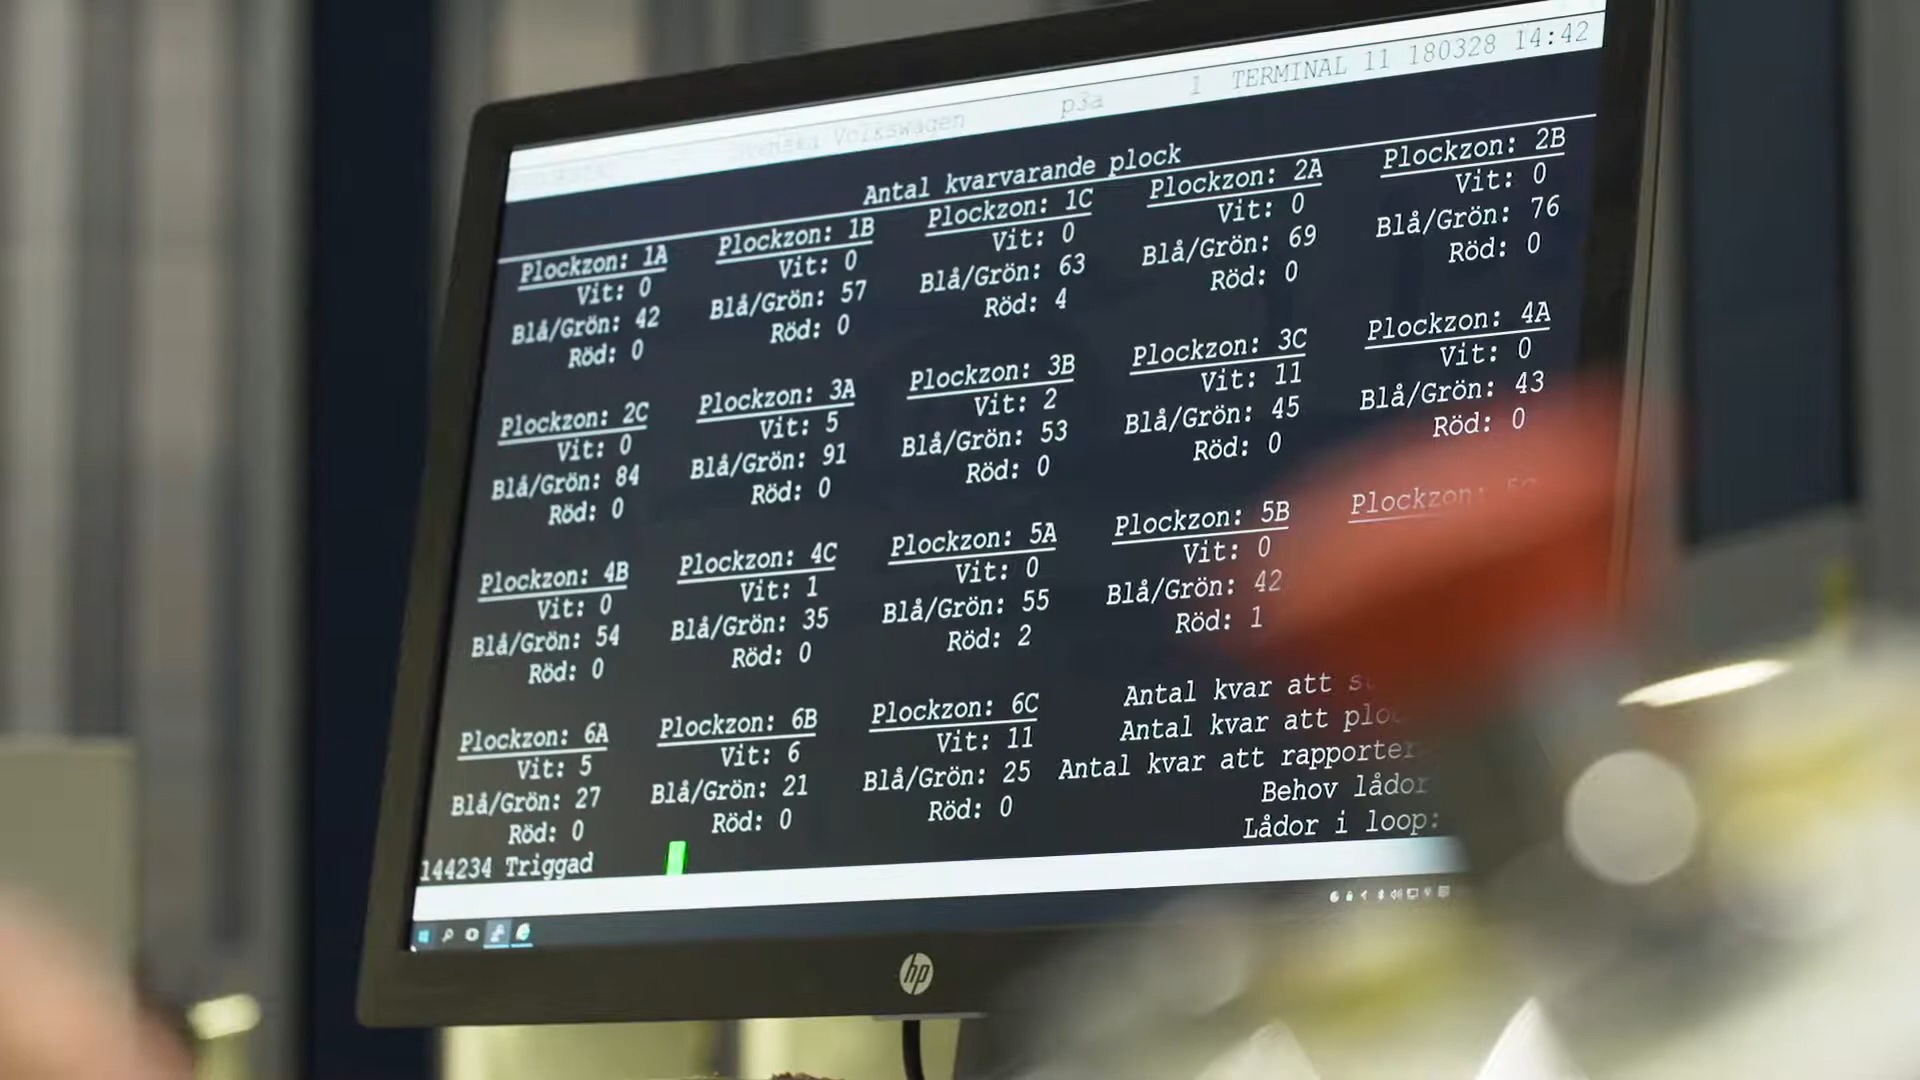 Svenska Volkswagen p3a 1 TERMINAL 11 180328 14:42
Antal kvarvarande plock
Plockzon: 1A Plockzon: 1B Plockzon: 1C Plockzon: 2A Plockzon: 2B
Vit: 0 Vit: 0 Vit: 0 Vit: 0 Vit: 0
Blå/Grön: 42 Blå/Grön: 57 Blå/Grön: 63 Blå/Grön: 69 Blå/Grön: 76
Röd: 0 Röd: 0 Röd: 4 Röd: 0 Röd: 0
Plockzon: 2C Plockzon: 3A Plockzon: 3B Plockzon: 3C Plockzon: 4A
Vit: 0 Vit: 5 Vit: 2 Vit: 11 Vit: 0
Blå/Grön: 84 Blå/Grön: 91 Blå/Grön: 53 Blå/Grön: 45 Blå/Grön: 43
Röd: 0 Röd: 0 Röd: 0 Röd: 0 Röd: 0
Plockzon: 4B Plockzon: 4C Plockzon: 5A Plockzon: 5B Plockzon: 5C
Vit: 0 Vit: 1 Vit: 0 Vit: 0
Blå/Grön: 54 Blå/Grön: 35 Blå/Grön: 55 Blå/Grön: 42
Röd: 0 Röd: 0 Röd: 2 Röd: 1
Plockzon: 6A Plockzon: 6B Plockzon: 6C Antal kvar att
Vit: 5 Vit: 6 Vit: 11 Antal kvar att plo
Blå/Grön: 27 Blå/Grön: 21 Blå/Grön: 25 Antal kvar att rapporter
Röd: 0 Röd: 0 Röd: 0 Behov lådor
Lådor i loop:
144234 Triggad
hp